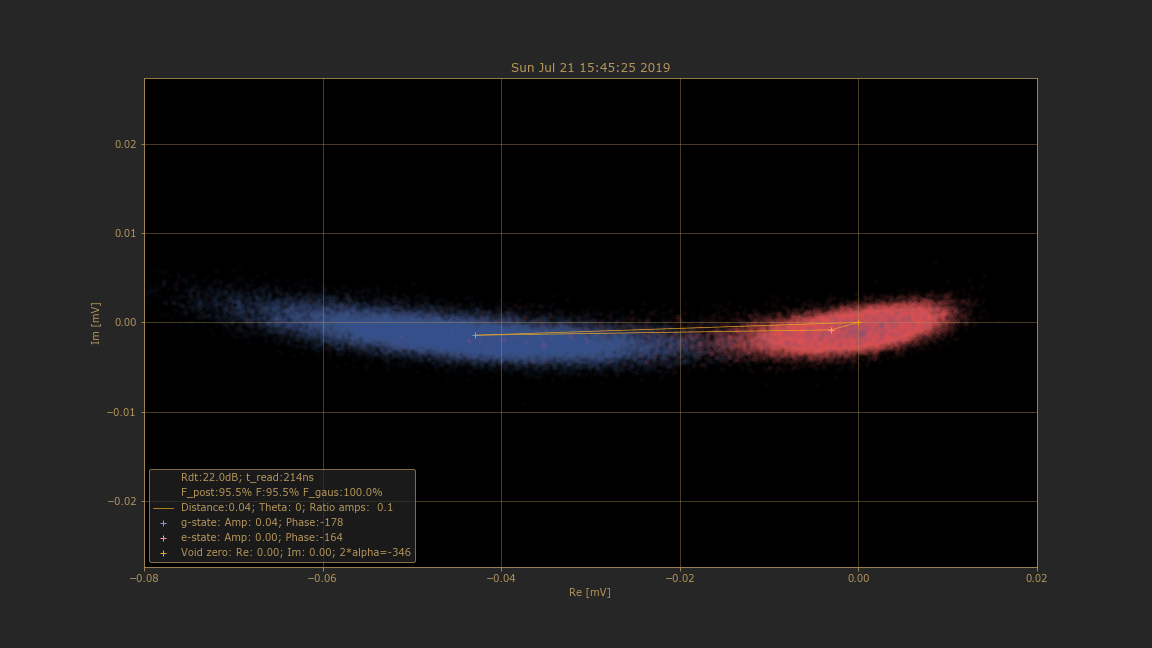 Sun Jul 21 15:45:25 2019
0.02
0.01
0.00
−0.01
−0.02
Im [mV]
Rdt:22.0dB; t_read:214ns
F_post:95.5% F:95.5% F_gaus:100.0%
Distance:0.04; Theta: 0; Ratio amps:  0.1
g-state: Amp: 0.04; Phase:-178
e-state: Amp: 0.00; Phase:-164
Void zero: Re: 0.00; Im: 0.00; 2*alpha=-346
−0.08
−0.06
−0.04
−0.02
0.00
0.02
Re [mV]